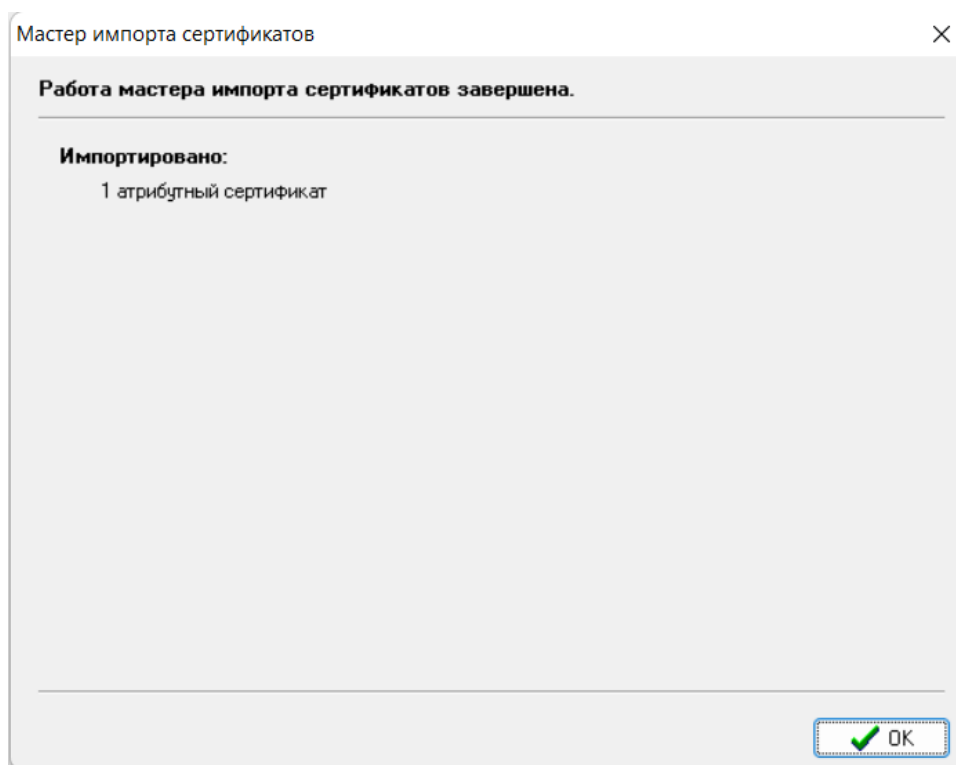 Мастер импорта сертификатов
Работа мастера импорта сертификатов завершена.
Импортировано:
1 атрибутный сертификат
OK